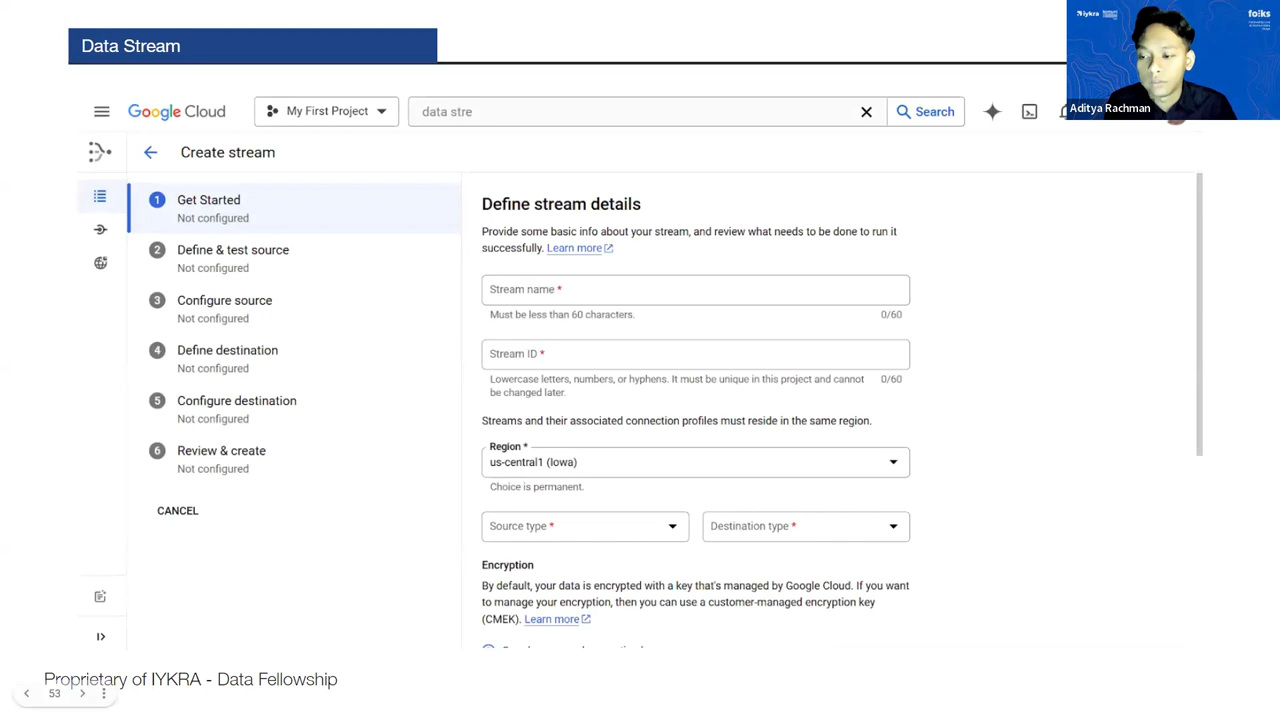 Data Stream
iykra
fo/ks
Aditya Rachman
Google Cloud
My First Project
data stre
Search
Create stream
1
Get Started
Not configured
2
Define & test source
Not configured
3
Configure source
Not configured
4
Define destination
Not configured
5
Configure destination
Not configured
6
Review & create
Not configured
CANCEL
Define stream details
Provide some basic info about your stream, and review what needs to be done to run it
successfully. Learn more
Stream name *
Must be less than 60 characters.
0/60
Stream ID *
Lowercase letters, numbers, or hyphens. It must be unique in this project and cannot
be changed later.
0/60
Streams and their associated connection profiles must reside in the same region.
Region *
us-central1 (Iowa)
Choice is permanent.
Source type *
Destination type *
Encryption
By default, your data is encrypted with a key that's managed by Google Cloud. If you want
to manage your encryption, then you can use a customer-managed encryption key
(CMEK). Learn more
Proprietary of IYKRA - Data Fellowship
53